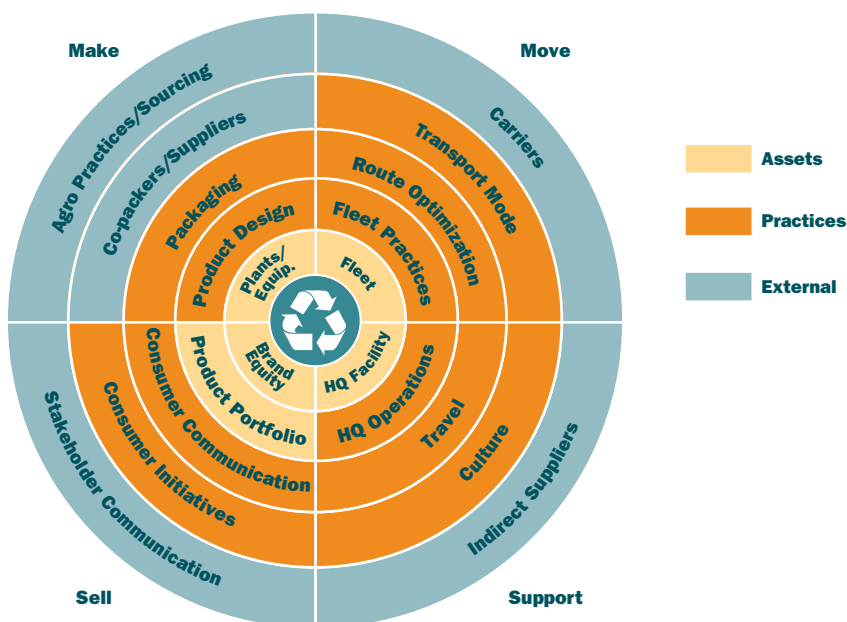 Make
Move
Agro Practices/Sourcing
Co-packers/Suppliers
Packaging
Product Design
Plants/
Equip.
Carriers
Transport Mode
Route Optimization
Fleet Practices
Fleet
Assets
Practices
External
Brand
Equity
Product Portfolio
Consumer Communication
Consumer Initiatives
Stakeholder Communication
HQ Facility
HQ Operations
Travel
Culture
Indirect Suppliers
Sell
Support